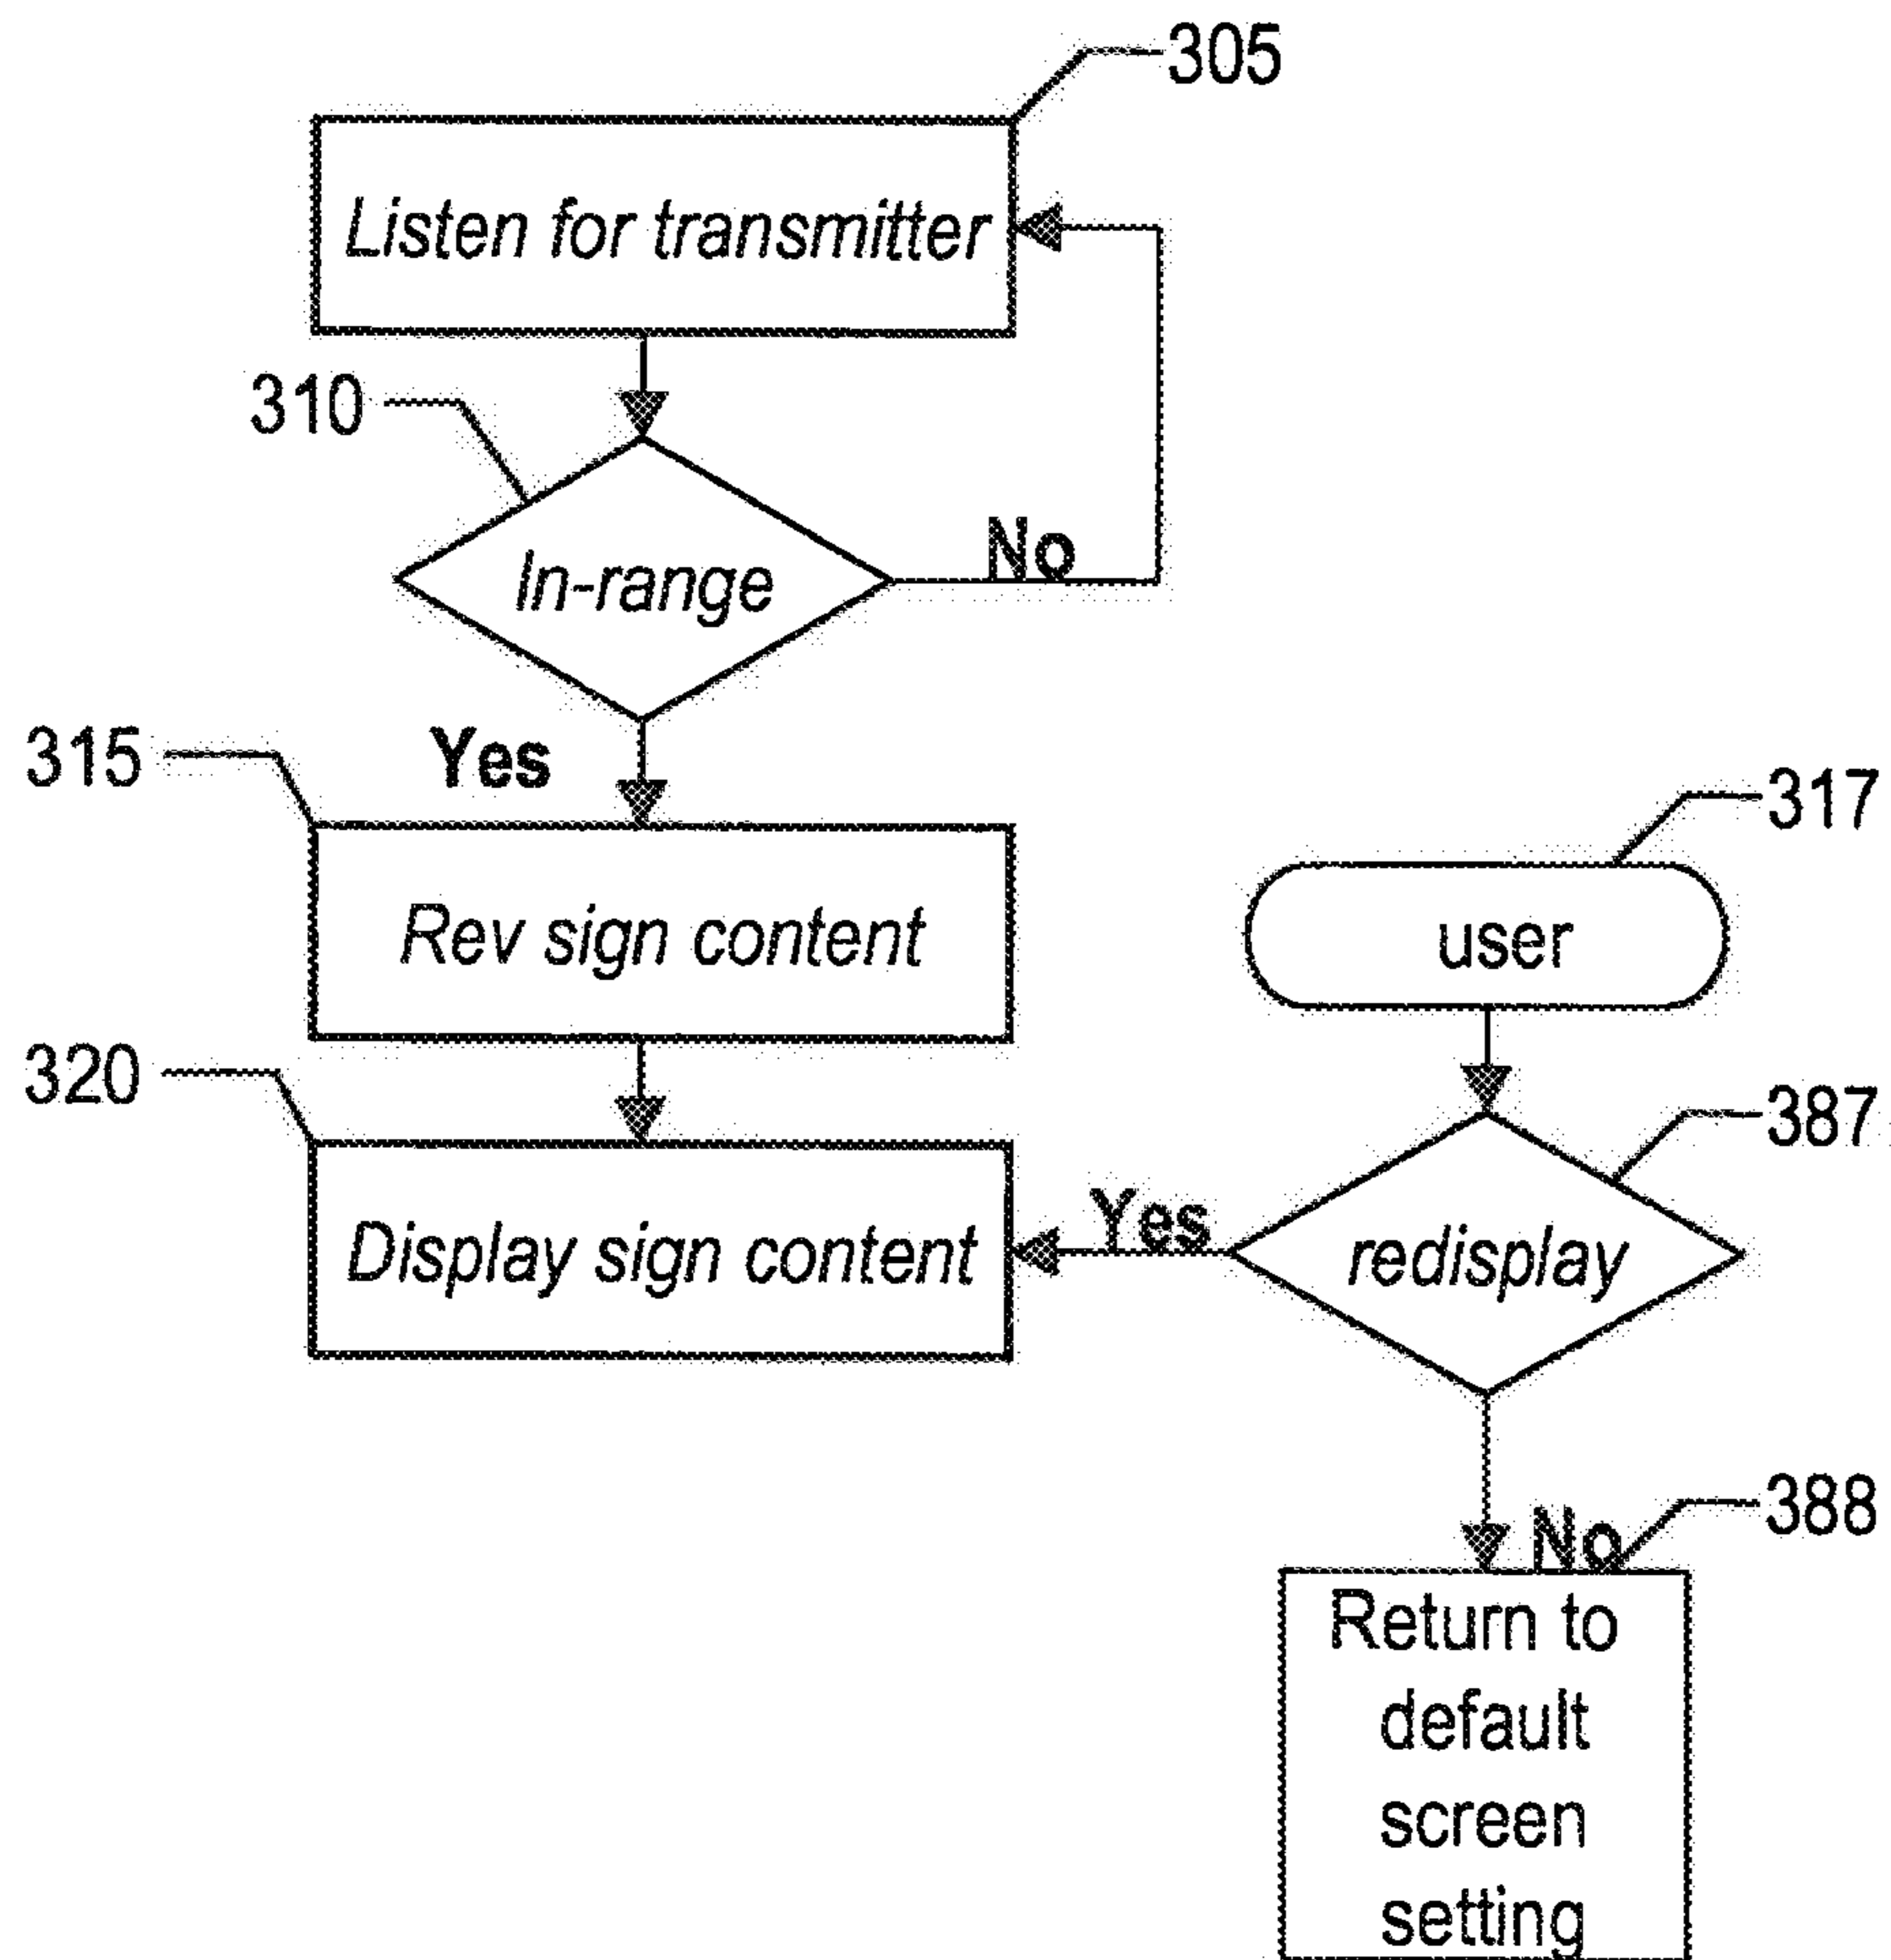 305
Listen for transmitter
310
In-range
No
Yes
315
317
Rev sign content
user
320
387
Yes
Display sign content
redisplay
388
No
Return to
default
screen
setting